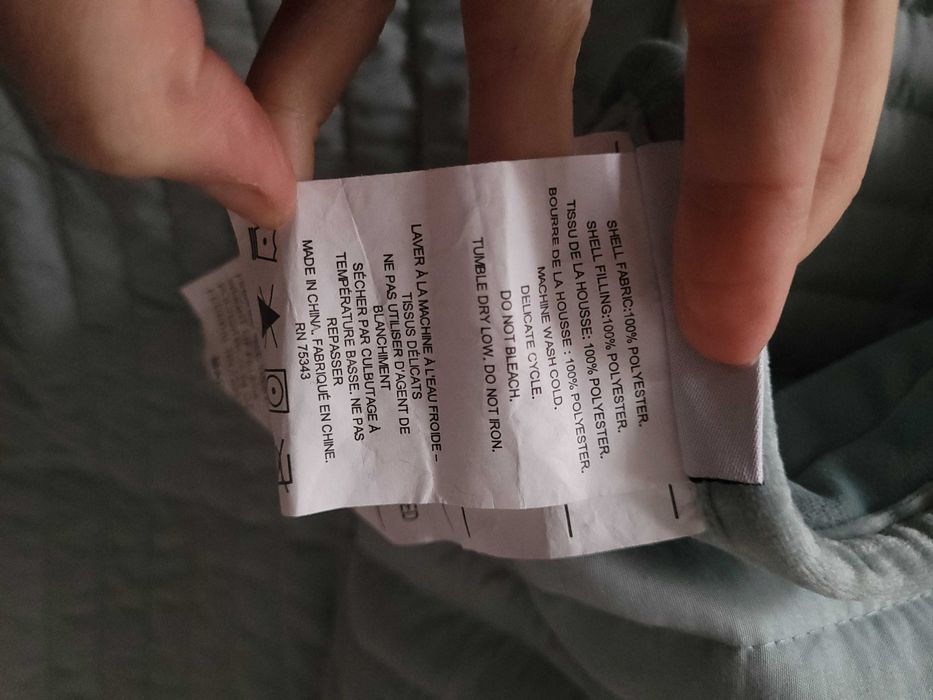 SHELL FABRIC:100% POLYESTER.
SHELL FILLING:100% POLYESTER.
TISSU DE LA HOUSSE: 100% POLYESTER.
BOURRE DE LA HOUSSE : 100% POLYESTER.
MACHINE WASH COLD.
DELICATE CYCLE.
DO NOT BLEACH.
TUMBLE DRY LOW. DO NOT IRON.
LAVER À LA MACHINE À L'EAU FROIDE –
TISSUS DÉLICATS
NE PAS UTILISER D'AGENT DE
BLANCHIMENT
SÉCHER PAR CULBUTAGE À
TEMPÉRATURE BASSE. NE PAS
REPASSER
MADE IN CHINA. FABRIQUÉ EN CHINE.
RN 75343
ED